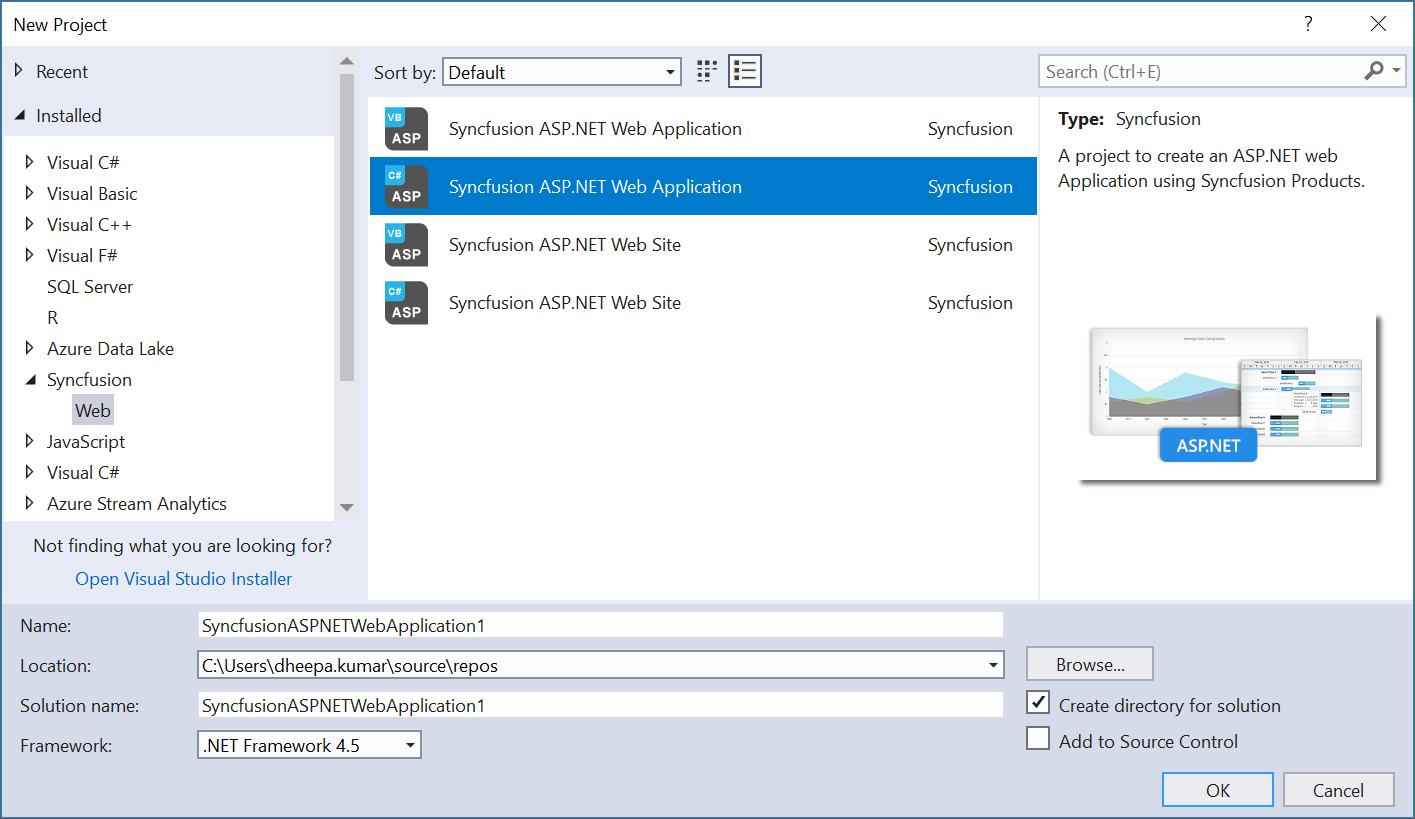 New Project
?
Recent
Installed
Visual C#
Visual Basic
Visual C++
Visual F#
SQL Server
R
Azure Data Lake
Syncfusion
Web
JavaScript
Visual C#
Azure Stream Analytics
Not finding what you are looking for?
Open Visual Studio Installer
Sort by: Default
VB
ASP
Syncfusion ASP.NET Web Application Syncfusion
C#
ASP
Syncfusion ASP.NET Web Application Syncfusion
VB
ASP
Syncfusion ASP.NET Web Site Syncfusion
C#
ASP
Syncfusion ASP.NET Web Site Syncfusion
Search (Ctrl+E)
Type: Syncfusion
A project to create an ASP.NET web
Application using Syncfusion Products.
ASP.NET
Name: SyncfusionASPNETWebApplication1
Location: C:\Users\dheepa.kumar\source\repos Browse...
Solution name: SyncfusionASPNETWebApplication1
Create directory for solution
Framework: .NET Framework 4.5
Add to Source Control
OK Cancel